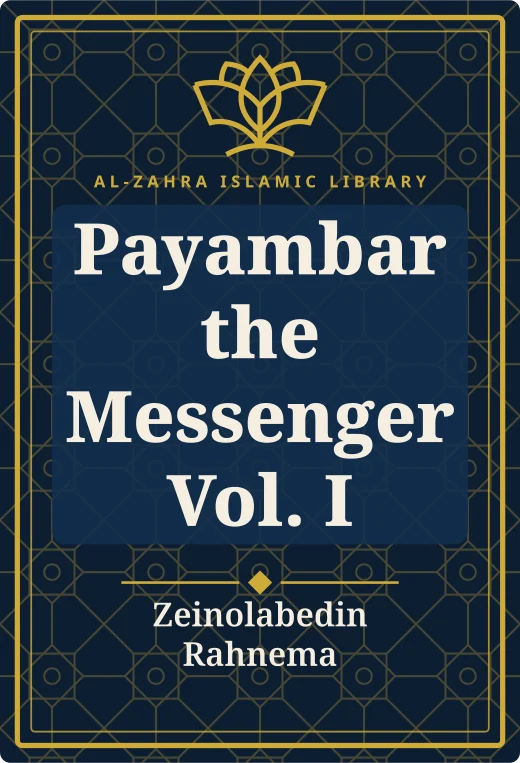 AL-ZAHRA ISLAMIC LIBRARY
Payambar
the
Messenger
Vol. I
Zeinolabedin
Rahnema